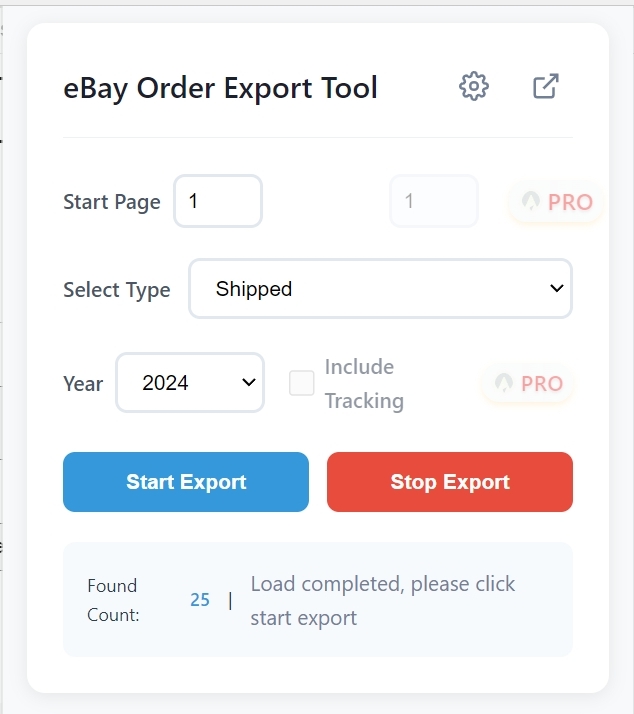 eBay Order Export Tool
Start Page 1 1 PRO
Select Type Shipped
Year 2024 Include
Tracking PRO
Start Export Stop Export
Found
Count: 25 | Load completed, please click
start export